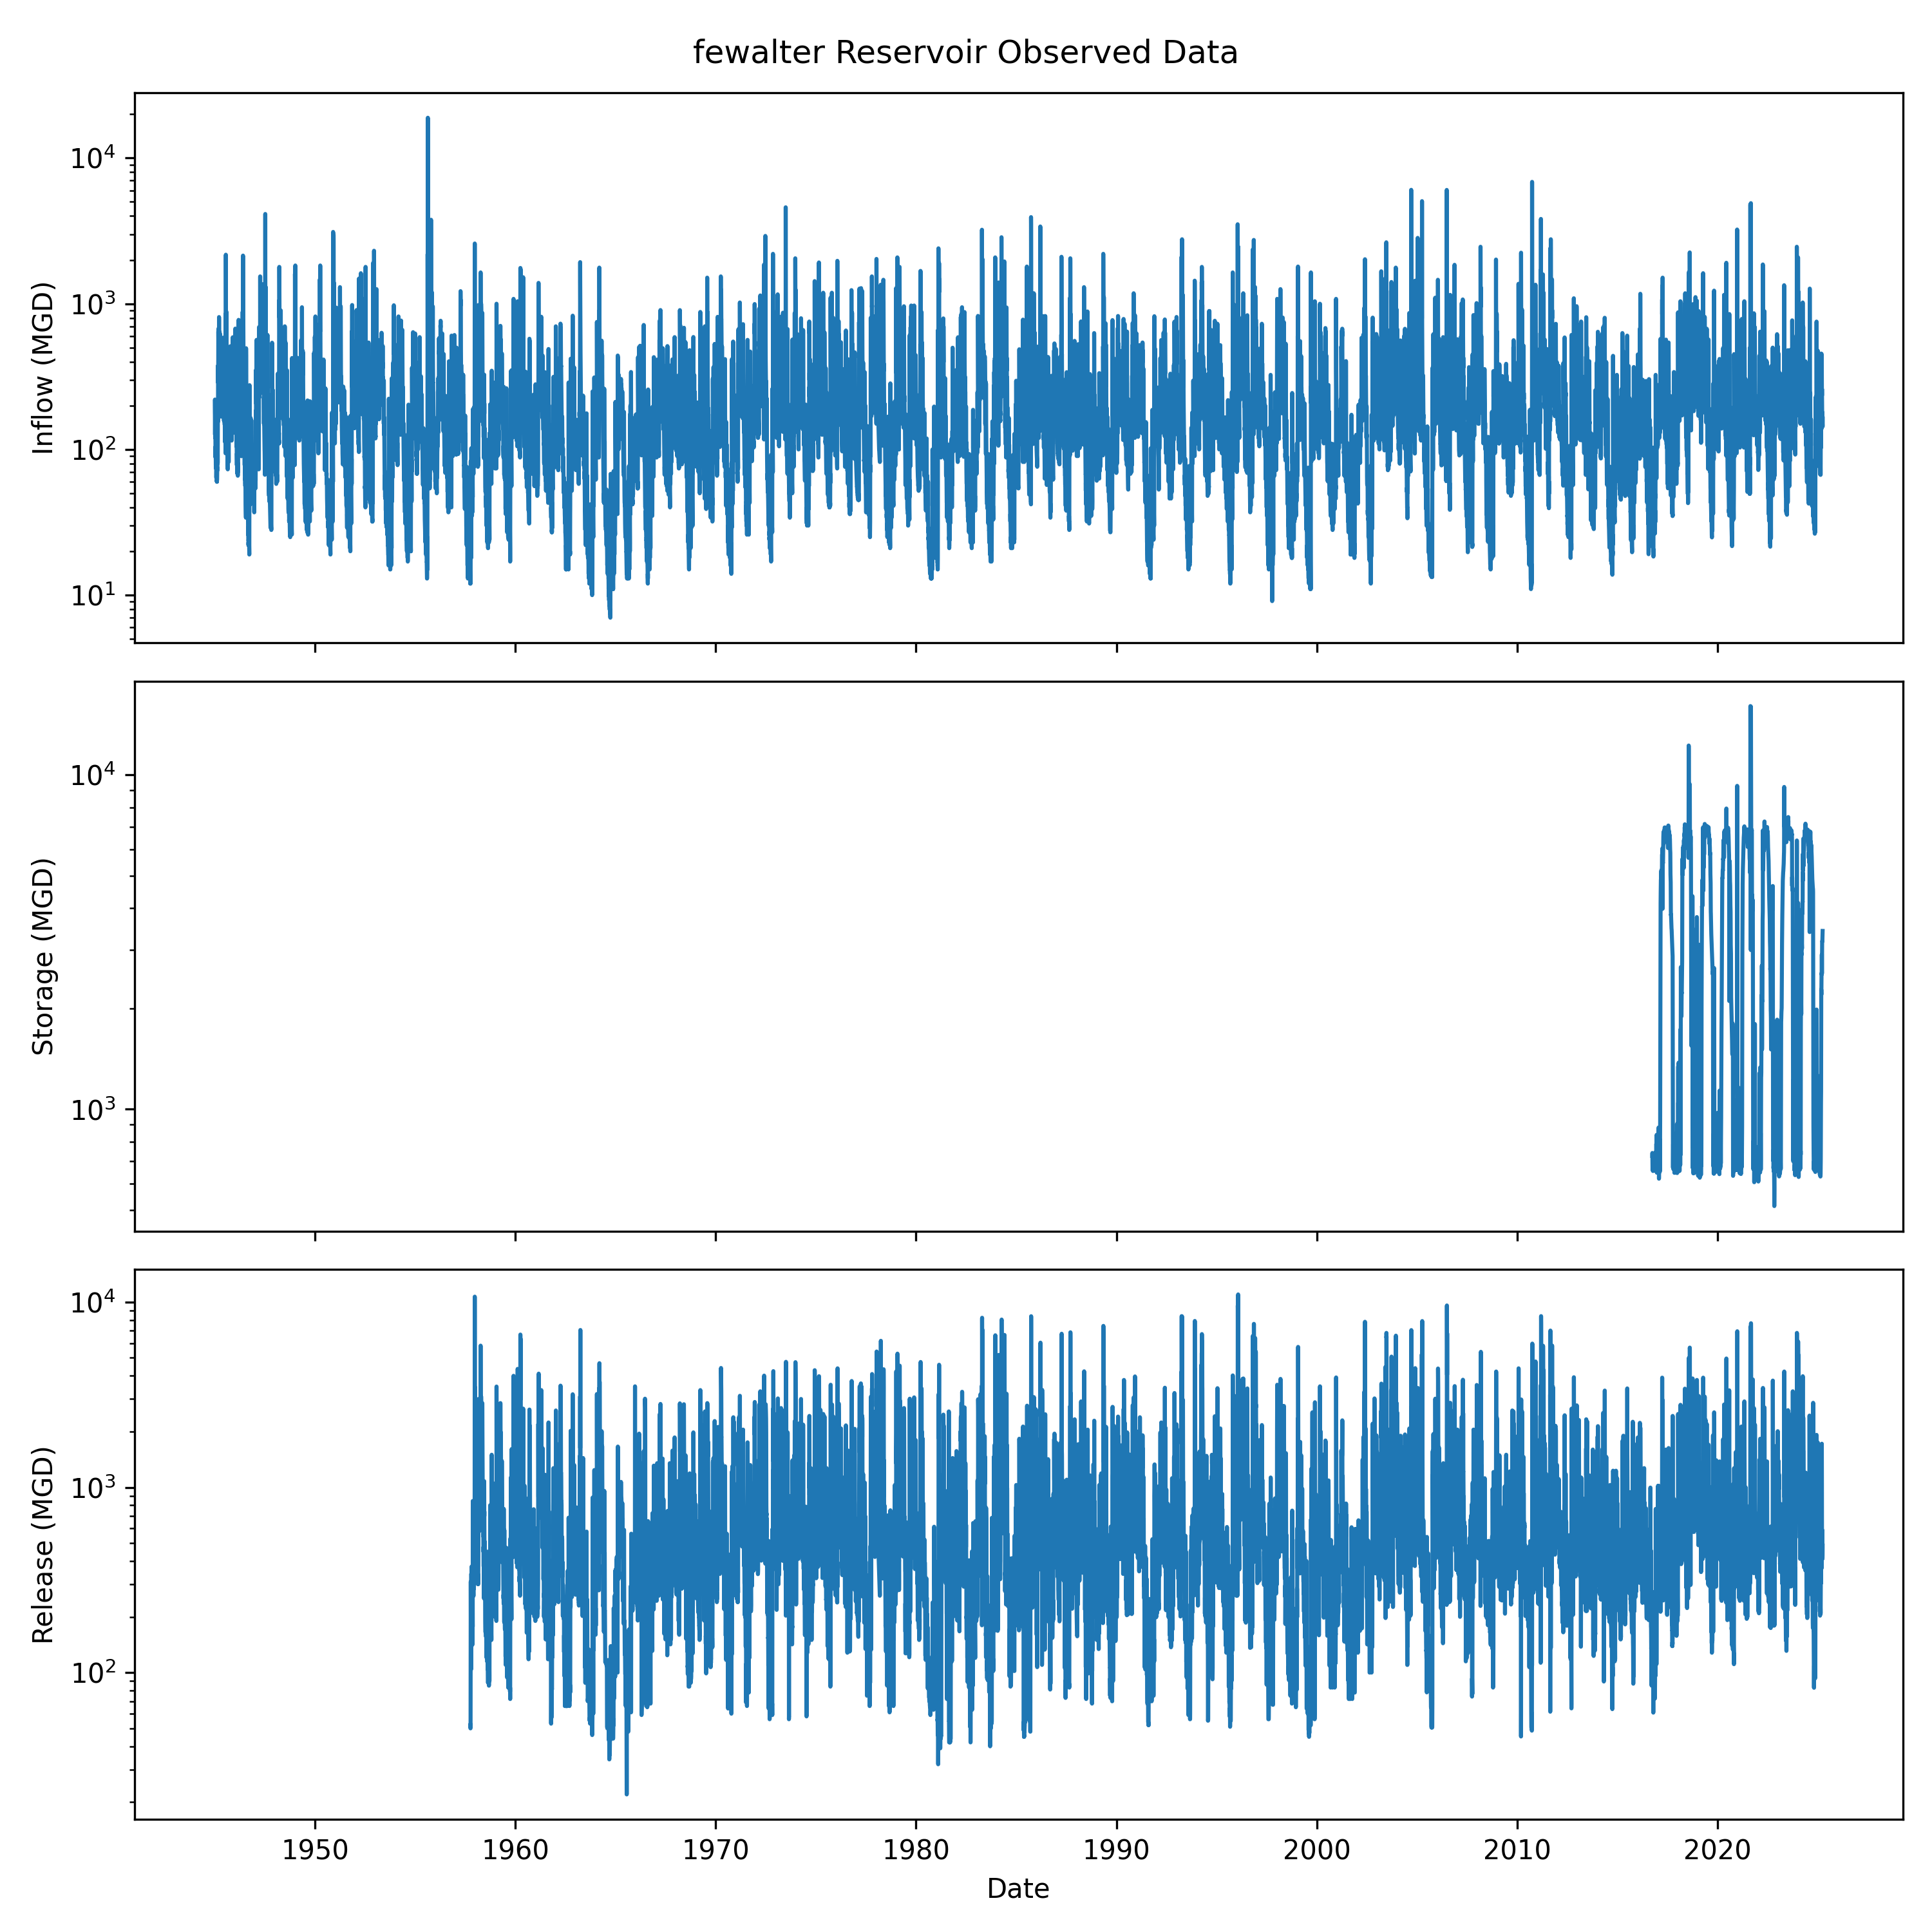 fewalter Reservoir Observed Data
Inflow (MGD)
10⁴
10³
10²
10¹
Storage (MGD)
10⁴
10³
Release (MGD)
10⁴
10³
10²
1950 1960 1970 1980 1990 2000 2010 2020
Date